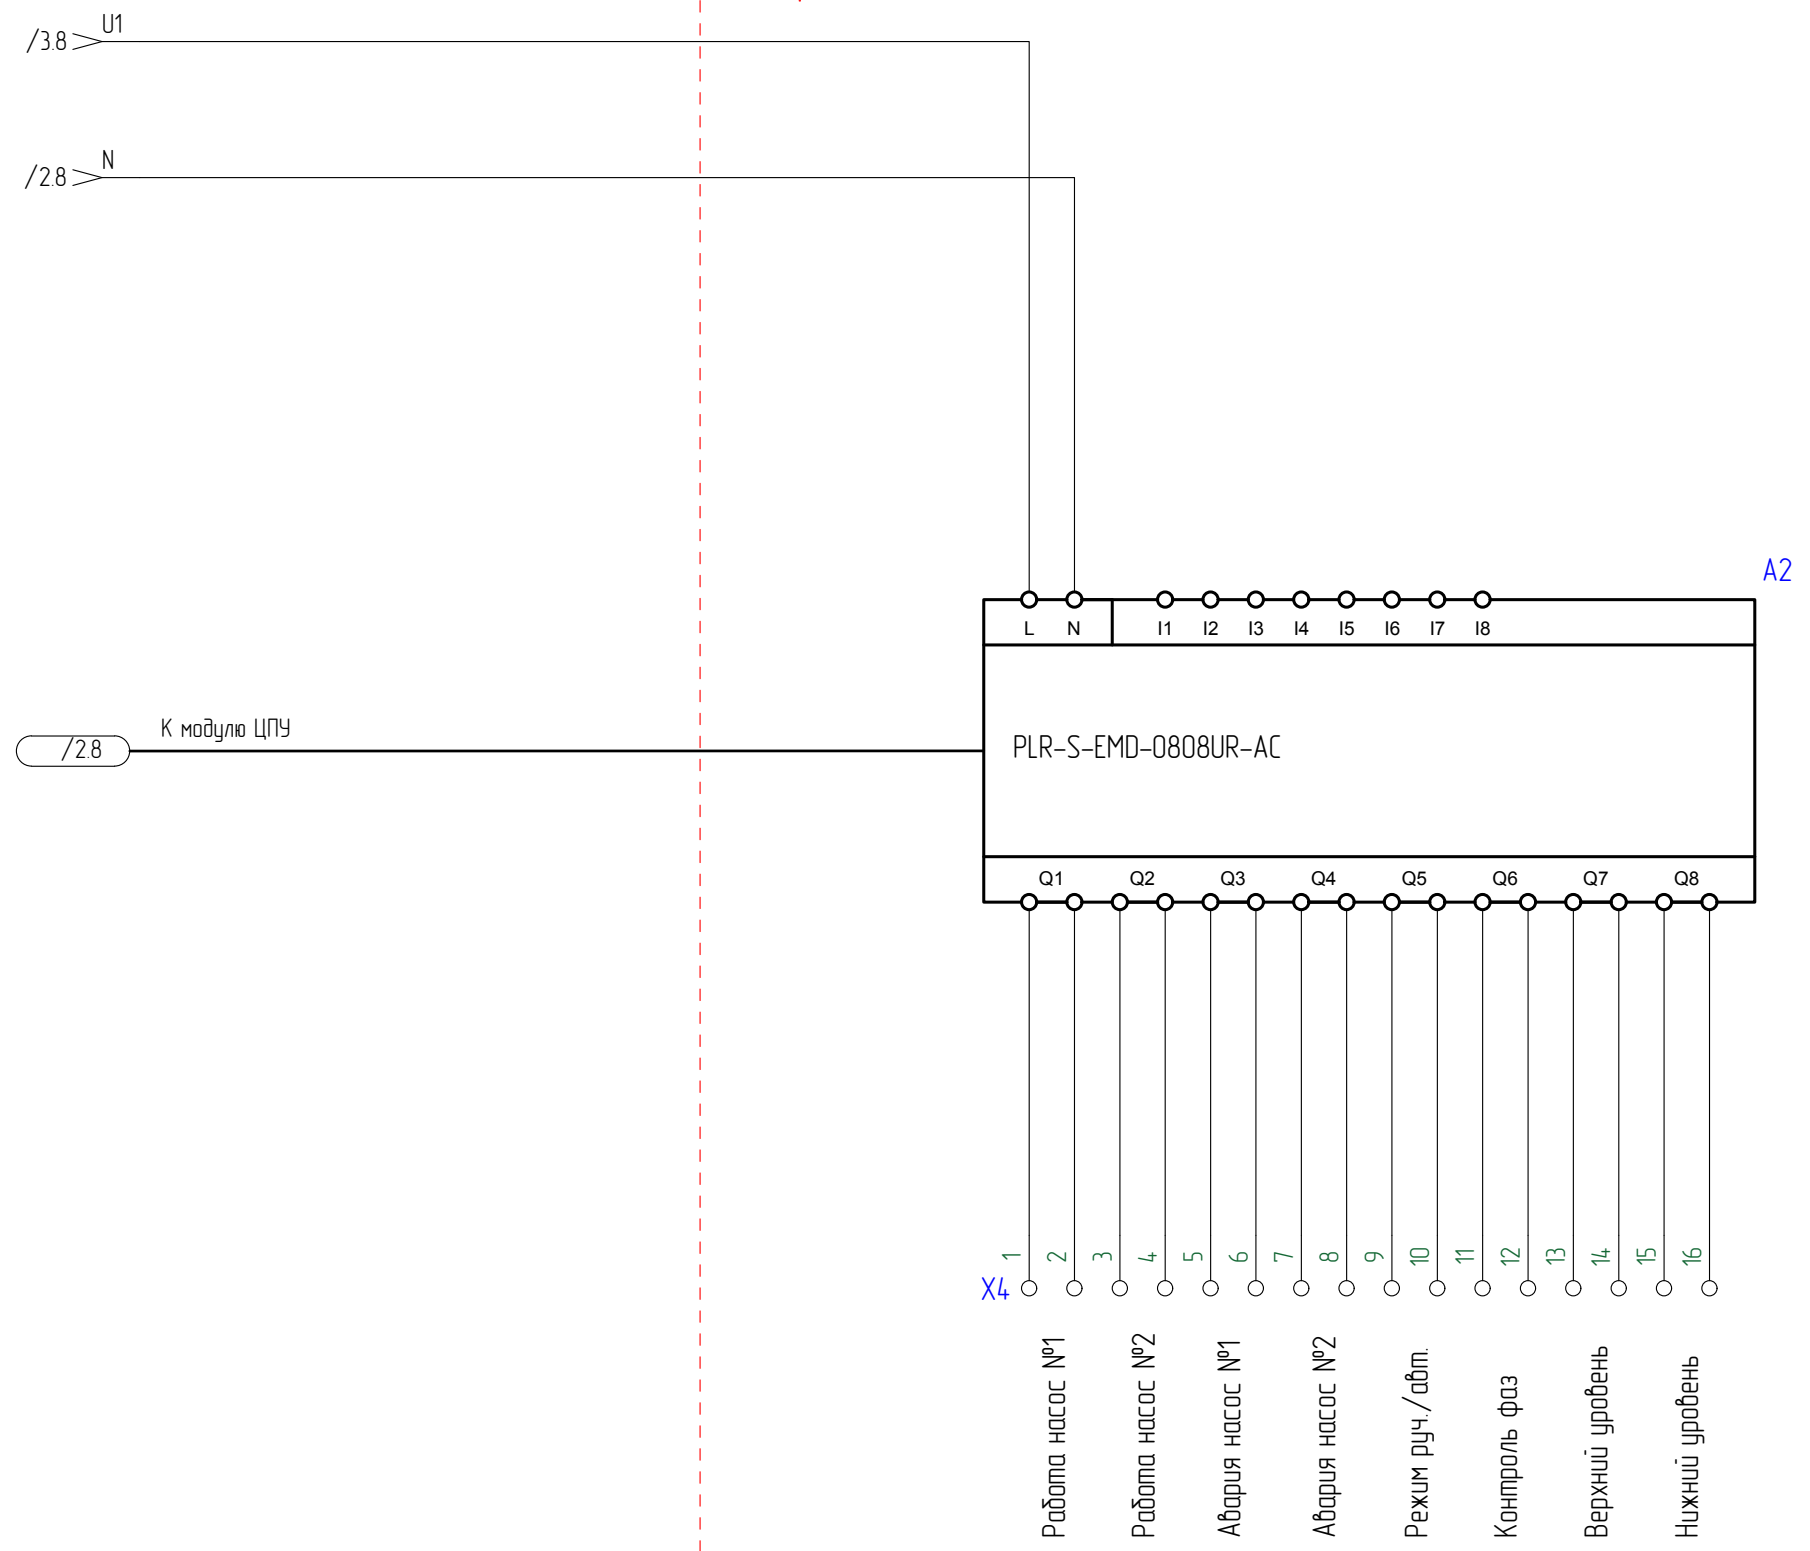 U1
/3.8
N
/2.8
A2
L N I1 I2 I3 I4 I5 I6 I7 I8
К модулю ЦПУ
/2.8
PLR-S-EMD-0808UR-AC
Q1 Q2 Q3 Q4 Q5 Q6 Q7 Q8
1 2 3 4 5 6 7 8 9 10 11 12 13 14 15 16
X4
Работа насос №1
Работа насос №2
Авария насос №1
Авария насос №2
Режим руч./авт.
Контроль фаз
Верхний уровень
Нижний уровень